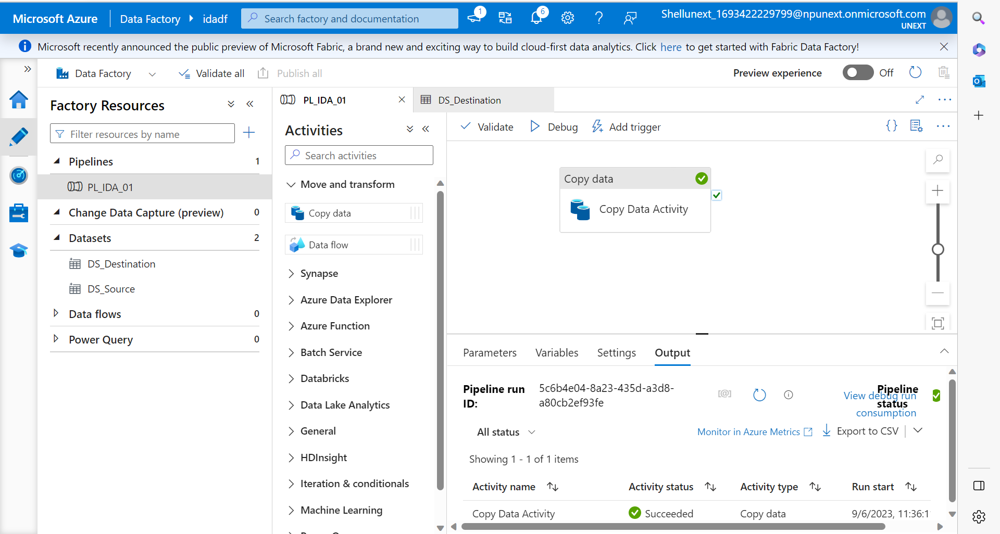 Microsoft Azure
Data Factory
idadf
Search factory and documentation
1
6
Shellunext_1693422229799@npunext.onmicrosoft.com
UNEXT
Microsoft recently announced the public preview of Microsoft Fabric, a brand new and exciting way to build cloud-first data analytics. Click here to get started with Fabric Data Factory!
Data Factory
Validate all
Publish all
Preview experience
Off
Factory Resources
Filter resources by name
Pipelines 1
PL_IDA_01
Change Data Capture (preview) 0
Datasets 2
DS_Destination
DS_Source
Data flows 0
Power Query 0
PL_IDA_01
DS_Destination
Activities
Search activities
Move and transform
Copy data
Data flow
Synapse
Azure Data Explorer
Azure Function
Batch Service
Databricks
Data Lake Analytics
General
HDInsight
Iteration & conditionals
Machine Learning
Validate
Debug
Add trigger
Copy data
Copy Data Activity
Parameters
Variables
Settings
Output
Pipeline run ID:
5c6b4e04-8a23-435d-a3d8-
a80cb2ef93fe
View debug run
consumption
Pipeline
status
All status
Monitor in Azure Metrics
Export to CSV
Showing 1 - 1 of 1 items
Activity name
Activity status
Activity type
Run start
Copy Data Activity
Succeeded
Copy data
9/6/2023, 11:36:1